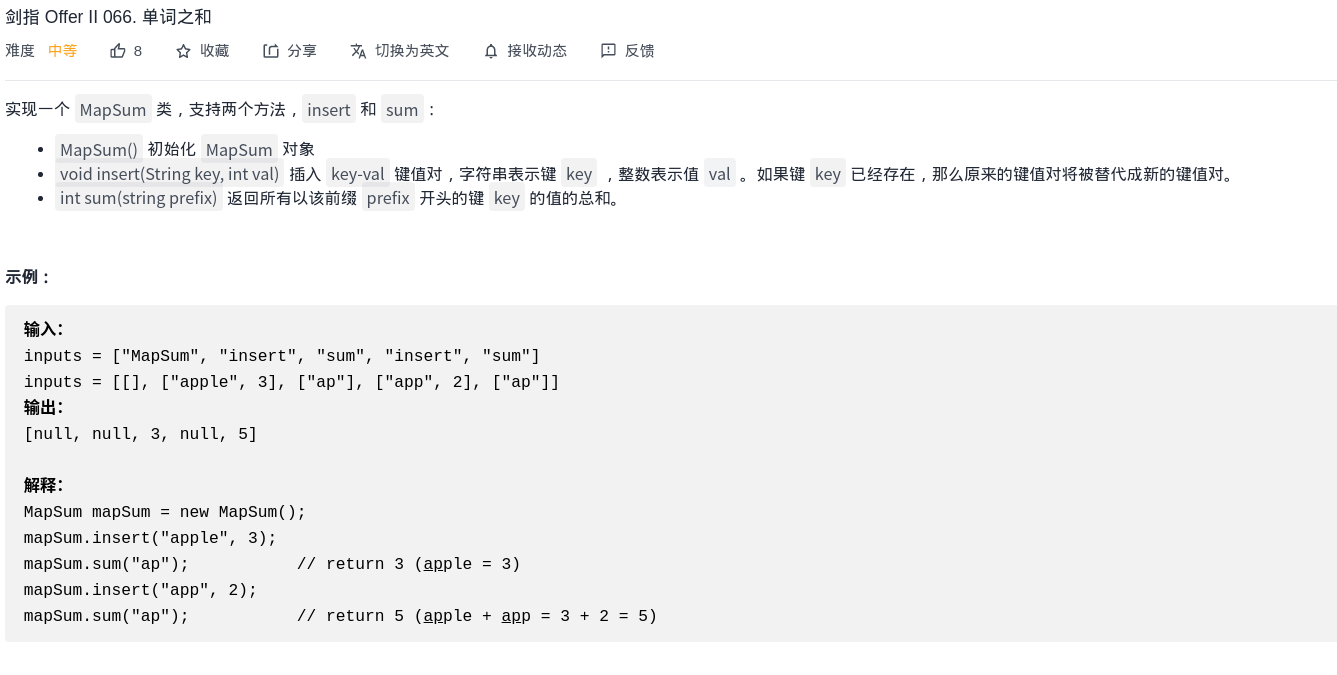 剑指 Offer II 066. 单词之和
难度 中等 8 收藏 分享 切换为英文 接收动态 反馈
实现一个 MapSum 类，支持两个方法，insert 和 sum：
MapSum() 初始化 MapSum 对象
void insert(String key, int val) 插入 key-val 键值对，字符串表示键 key ，整数表示值 val 。如果键 key 已经存在，那么原来的键值对将被替代成新的键值对。
int sum(string prefix) 返回所有以该前缀 prefix 开头的键 key 的值的总和。
示例：
输入：
inputs = ["MapSum", "insert", "sum", "insert", "sum"]
inputs = [[], ["apple", 3], ["ap"], ["app", 2], ["ap"]]
输出：
[null, null, 3, null, 5]
解释：
MapSum mapSum = new MapSum();
mapSum.insert("apple", 3);
mapSum.sum("ap");           // return 3 (apple = 3)
mapSum.insert("app", 2);
mapSum.sum("ap");           // return 5 (apple + app = 3 + 2 = 5)